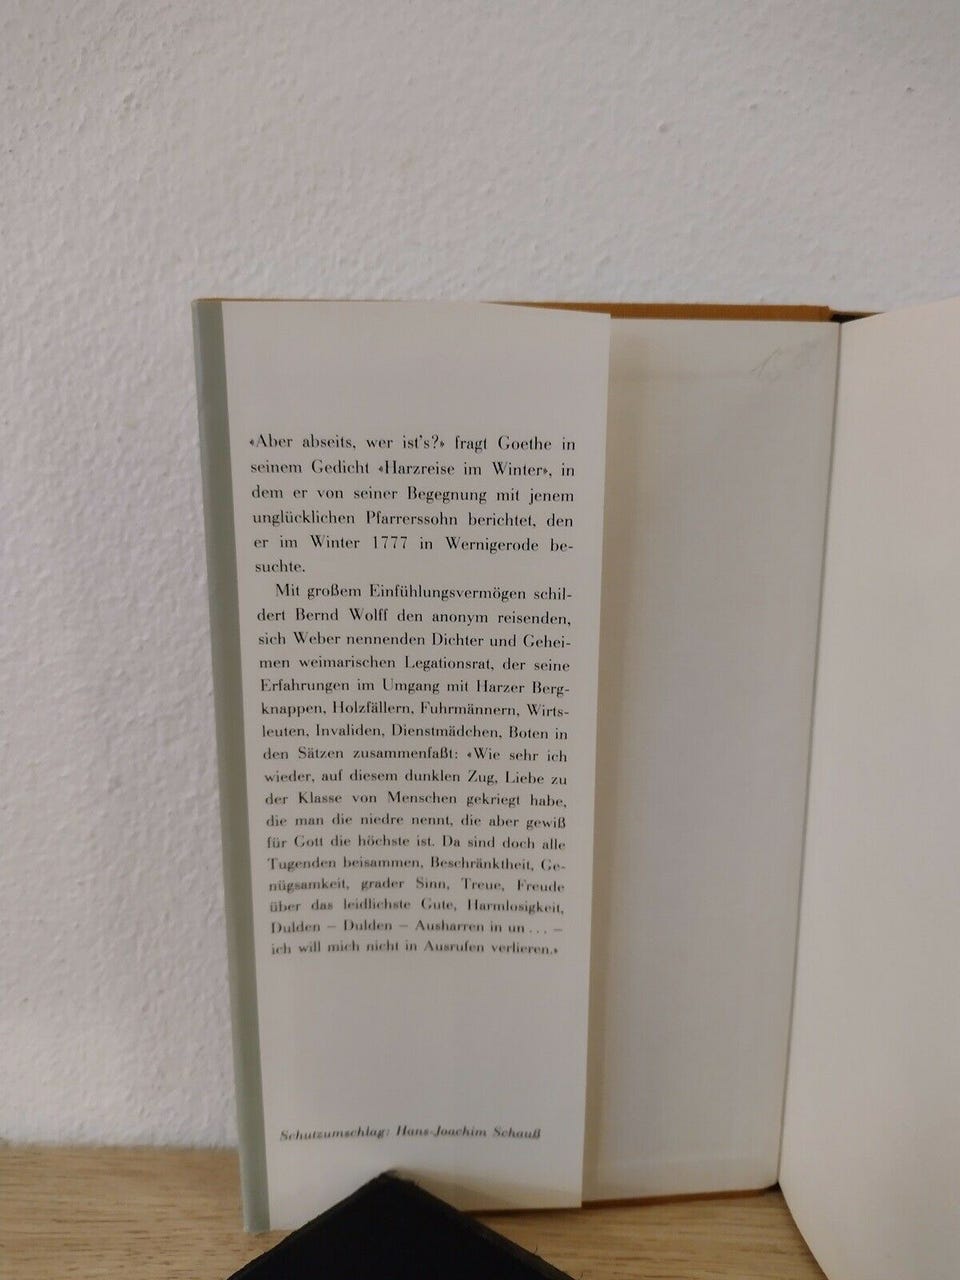 «Aber abseits, wer ist's?» fragt Goethe in
seinem Gedicht «Harzreise im Winter», in
dem er von seiner Begegnung mit jenem
unglücklichen Pfarrerssohn berichtet, den
er im Winter 1777 in Wernigerode be-
suchte.
Mit großem Einfühlungsvermögen schil-
dert Bernd Wolff den anonym reisenden,
sich Weber nennenden Dichter und Gehei-
men weimarischen Legationsrat, der seine
Erfahrungen im Umgang mit Harzer Berg-
knappen, Holzfällern, Fuhrmännern, Wirts-
leuten, Invaliden, Dienstmädchen, Boten in
den Sätzen zusammenfaßt: «Wie sehr ich
wieder, auf diesem dunklen Zug, Liebe zu
der Klasse von Menschen gekriegt habe,
die man die niedre nennt, die aber gewiß
für Gott die höchste ist. Da sind doch alle
Tugenden beisammen, Beschränktheit, Ge-
nügsamkeit, grader Sinn, Treue, Freude
über das leidlichste Gute, Harmlosigkeit,
Dulden – Dulden – Ausharren in un ... –
ich will mich nicht in Ausrufen verlieren.»
Schutzumschlag: Hans-Joachim Schauß